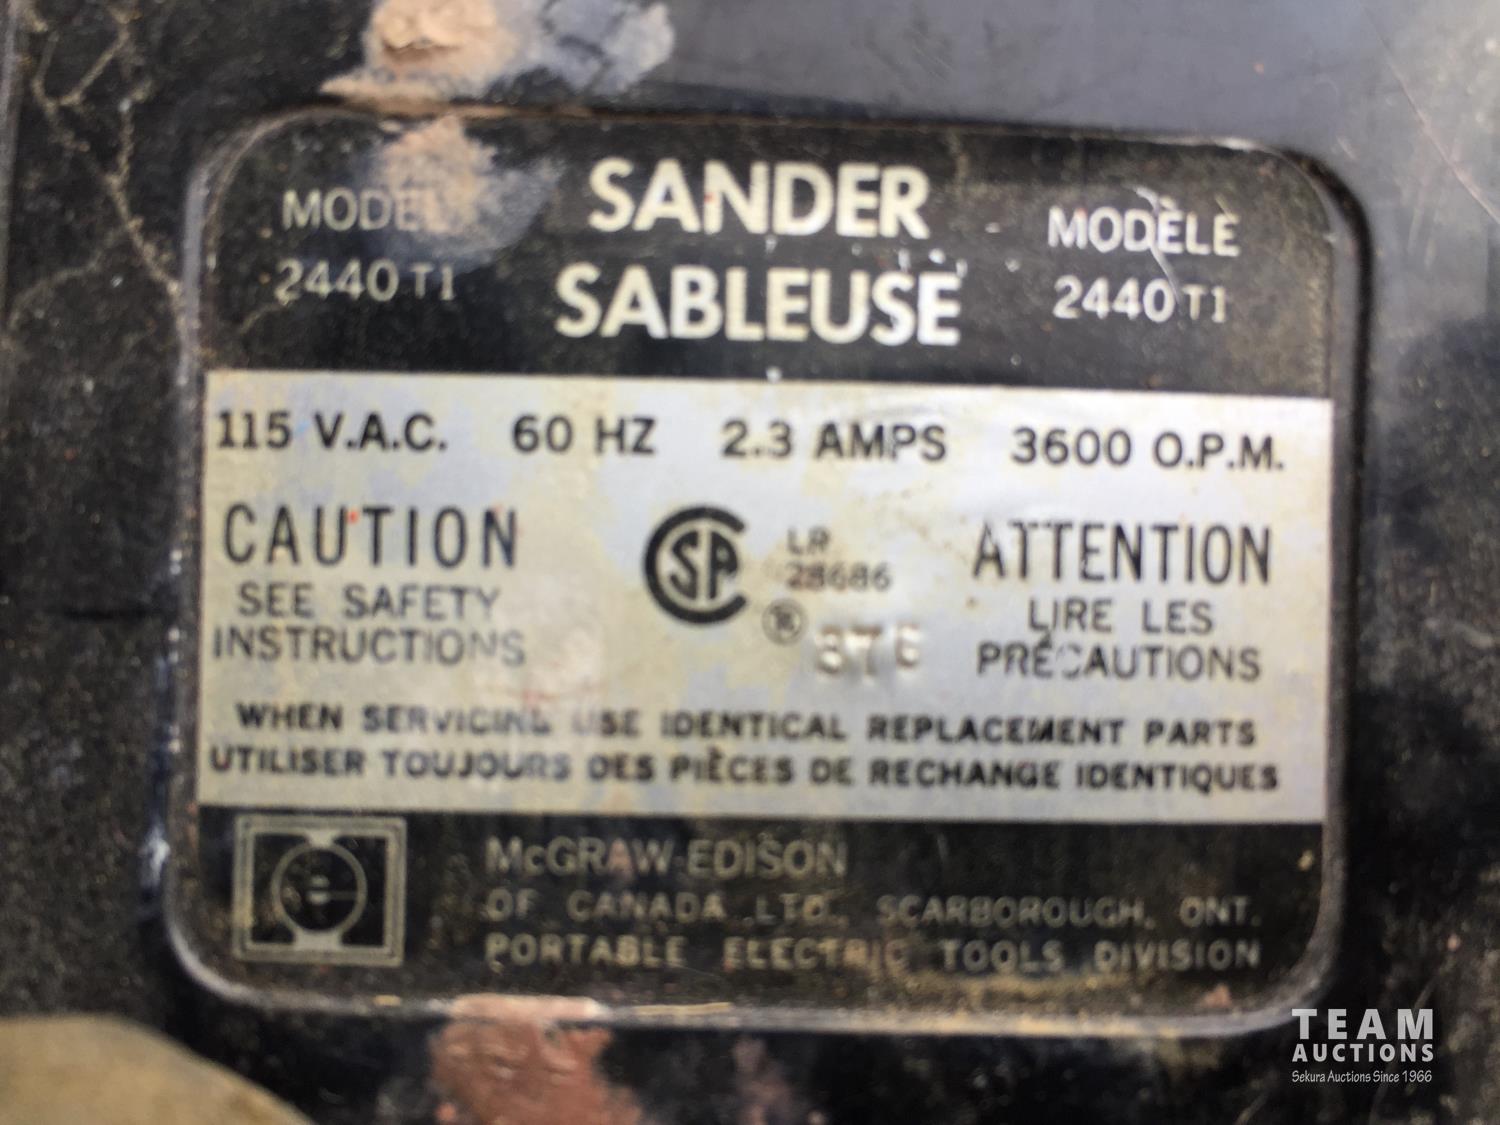 MODEL
2440 T1
SANDER
SABLEUSE
MODÈLE
2440 T1
115 V.A.C. 60 HZ 2.3 AMPS 3600 O.P.M.
CAUTION
SEE SAFETY
INSTRUCTIONS
LR
28686
®
ATTENTION
LIRE LES
PRÉCAUTIONS
WHEN SERVICING USE IDENTICAL REPLACEMENT PARTS
UTILISER TOUJOURS DES PIÈCES DE RECHANGE IDENTIQUES
McGRAW-EDISON
OF CANADA LTD., SCARBOROUGH, ONT.
PORTABLE ELECTRIC TOOLS DIVISION
TEAM
AUCTIONS
Sekura Auctions Since 1966